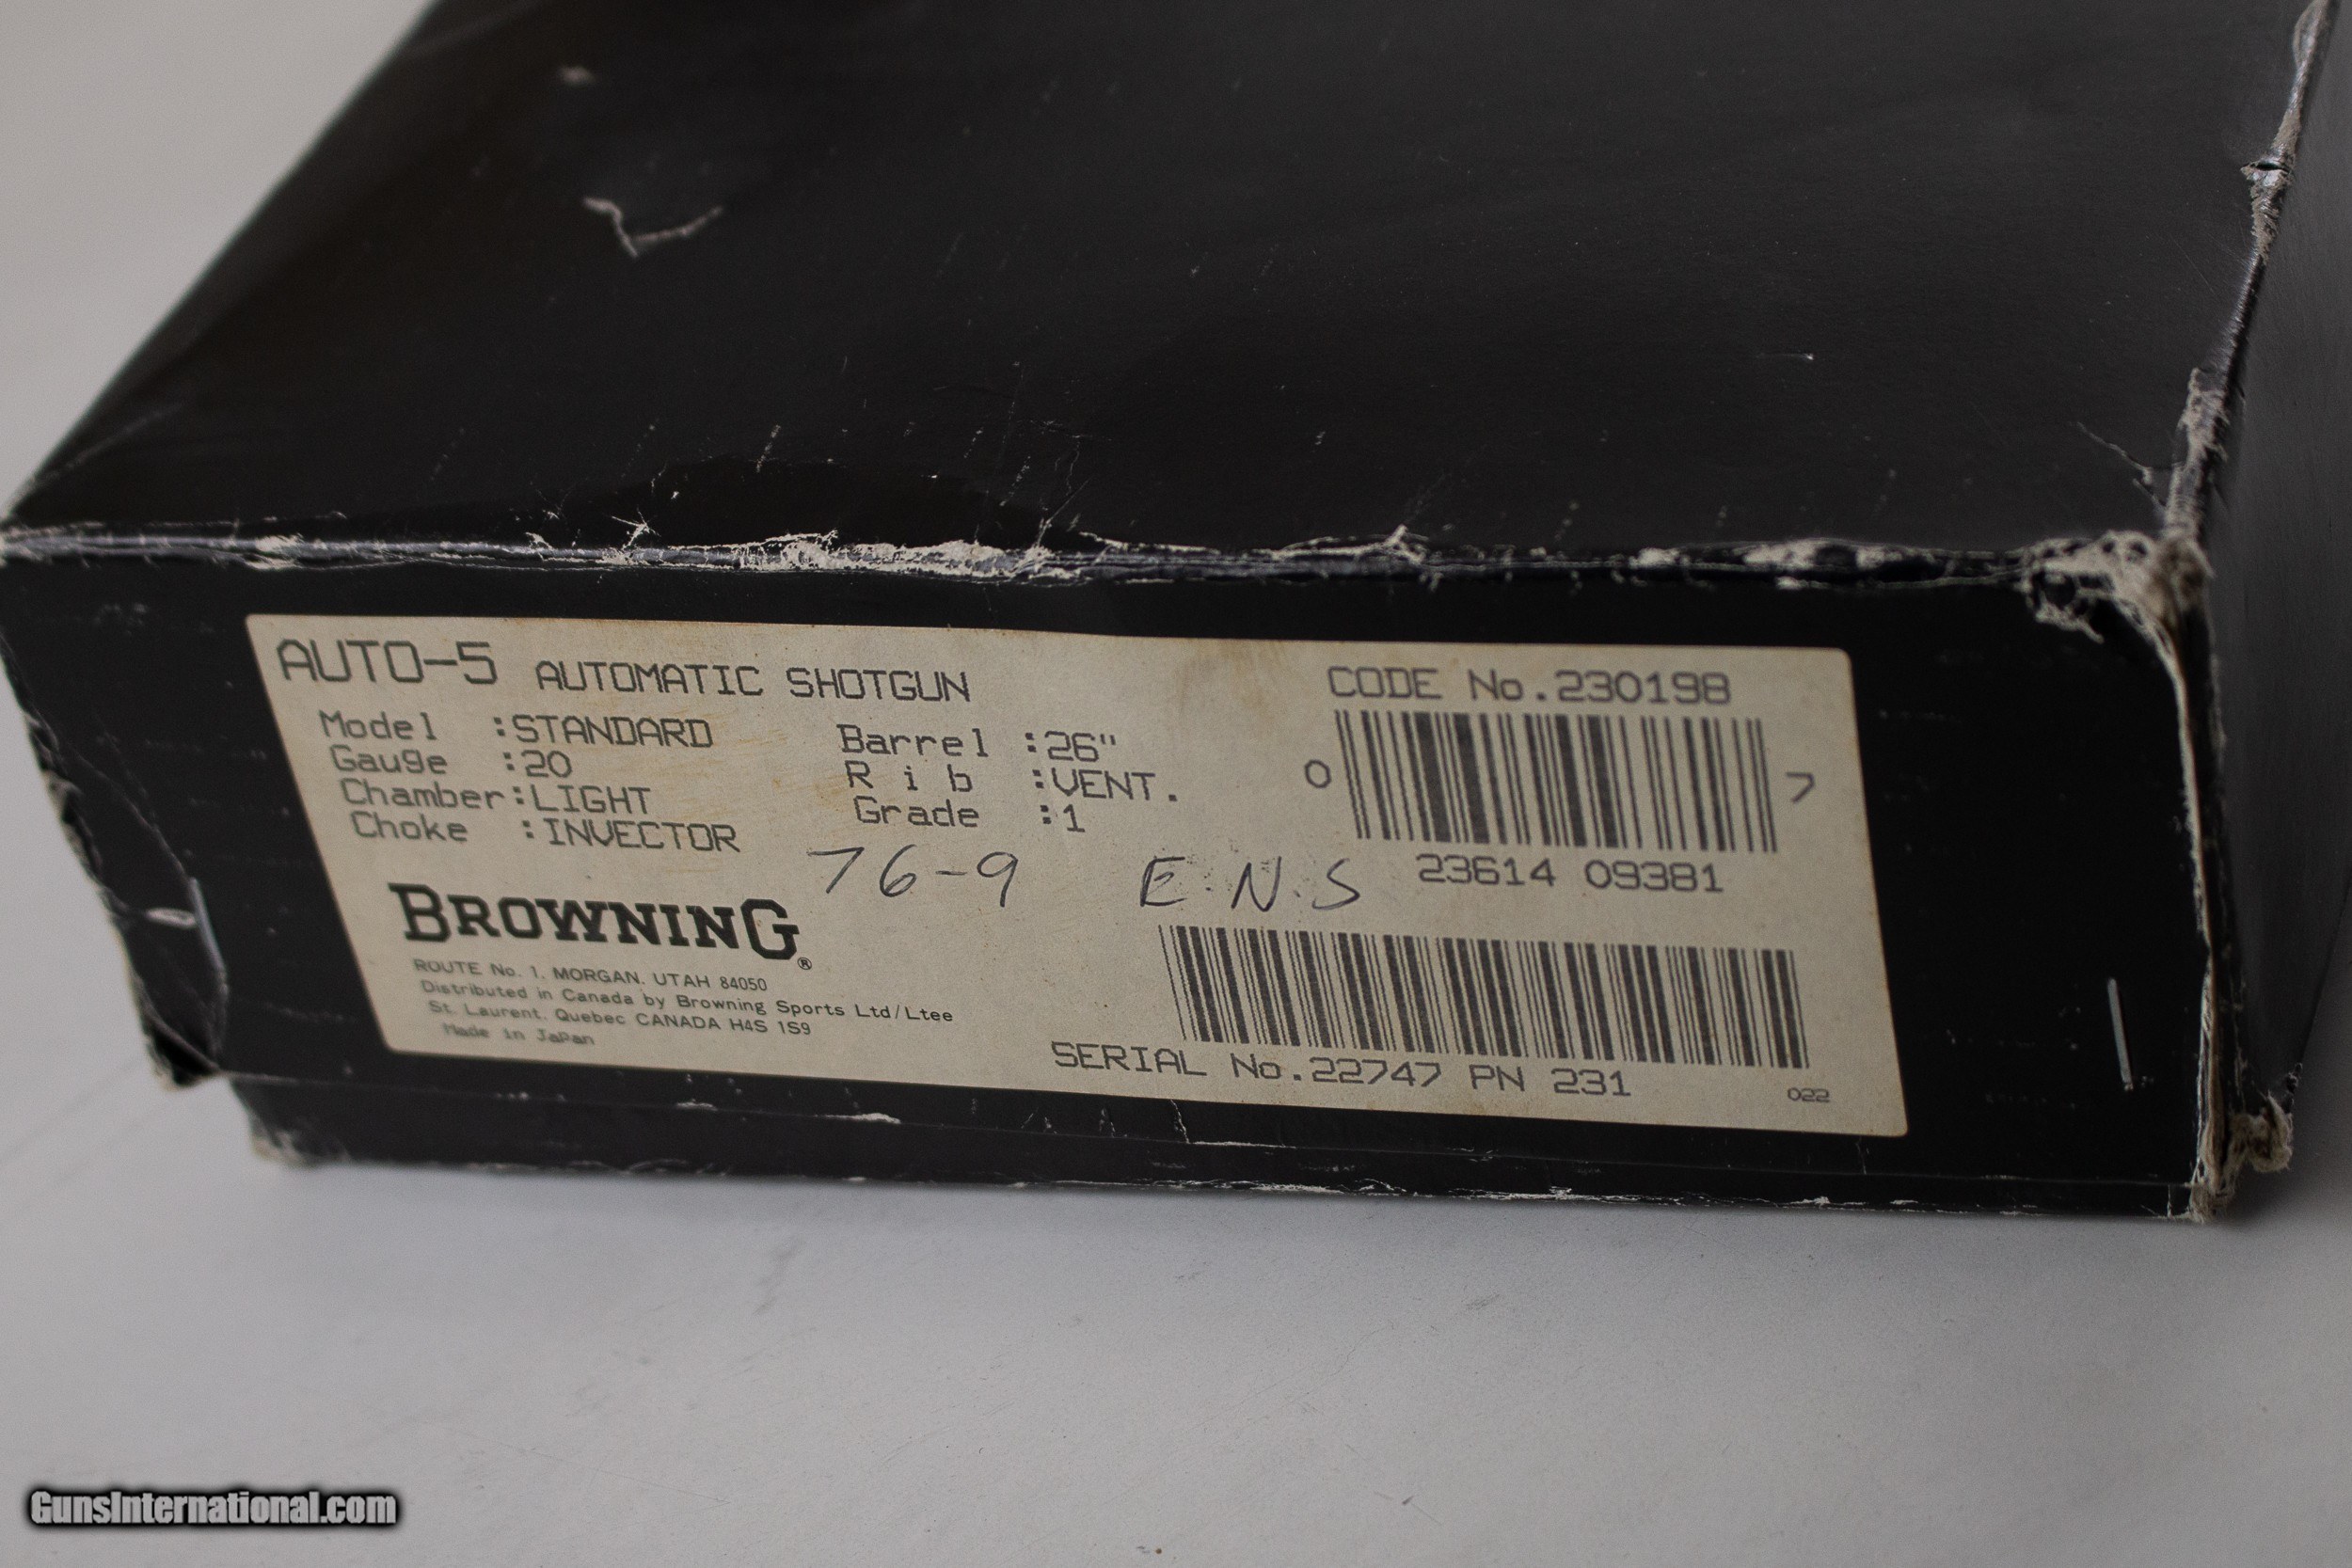 AUTO-5 AUTOMATIC SHOTGUN
Model :STANDARD
Gauge :20
Chamber:LIGHT
Choke :INVECTOR
Barrel :26"
R i b :VENT.
Grade :1
CODE No.230198
0 7
23614 09381
76-9 E.N.S
BROWNING®
ROUTE No. 1, MORGAN, UTAH 84050
Distributed in Canada by Browning Sports Ltd/Ltee
St. Laurent, Quebec CANADA H4S 1S9
Made in Japan
SERIAL No.22747 PN 231
022
GunsInternational.com